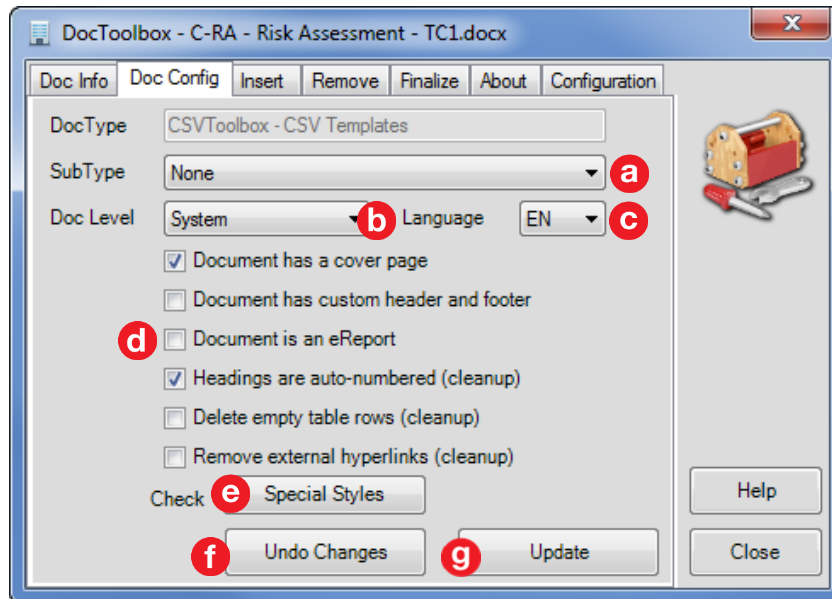 DocToolbox - C-RA - Risk Assessment - TC1.docx
x
Doc Info Doc Config Insert Remove Finalize About Configuration
DocType CSVToolbox - CSV Templates
SubType None a
Doc Level System b Language EN c
Document has a cover page
Document has custom header and footer
d Document is an eReport
Headings are auto-numbered (cleanup)
Delete empty table rows (cleanup)
Remove external hyperlinks (cleanup)
Check e Special Styles
Help
f Undo Changes g Update
Close